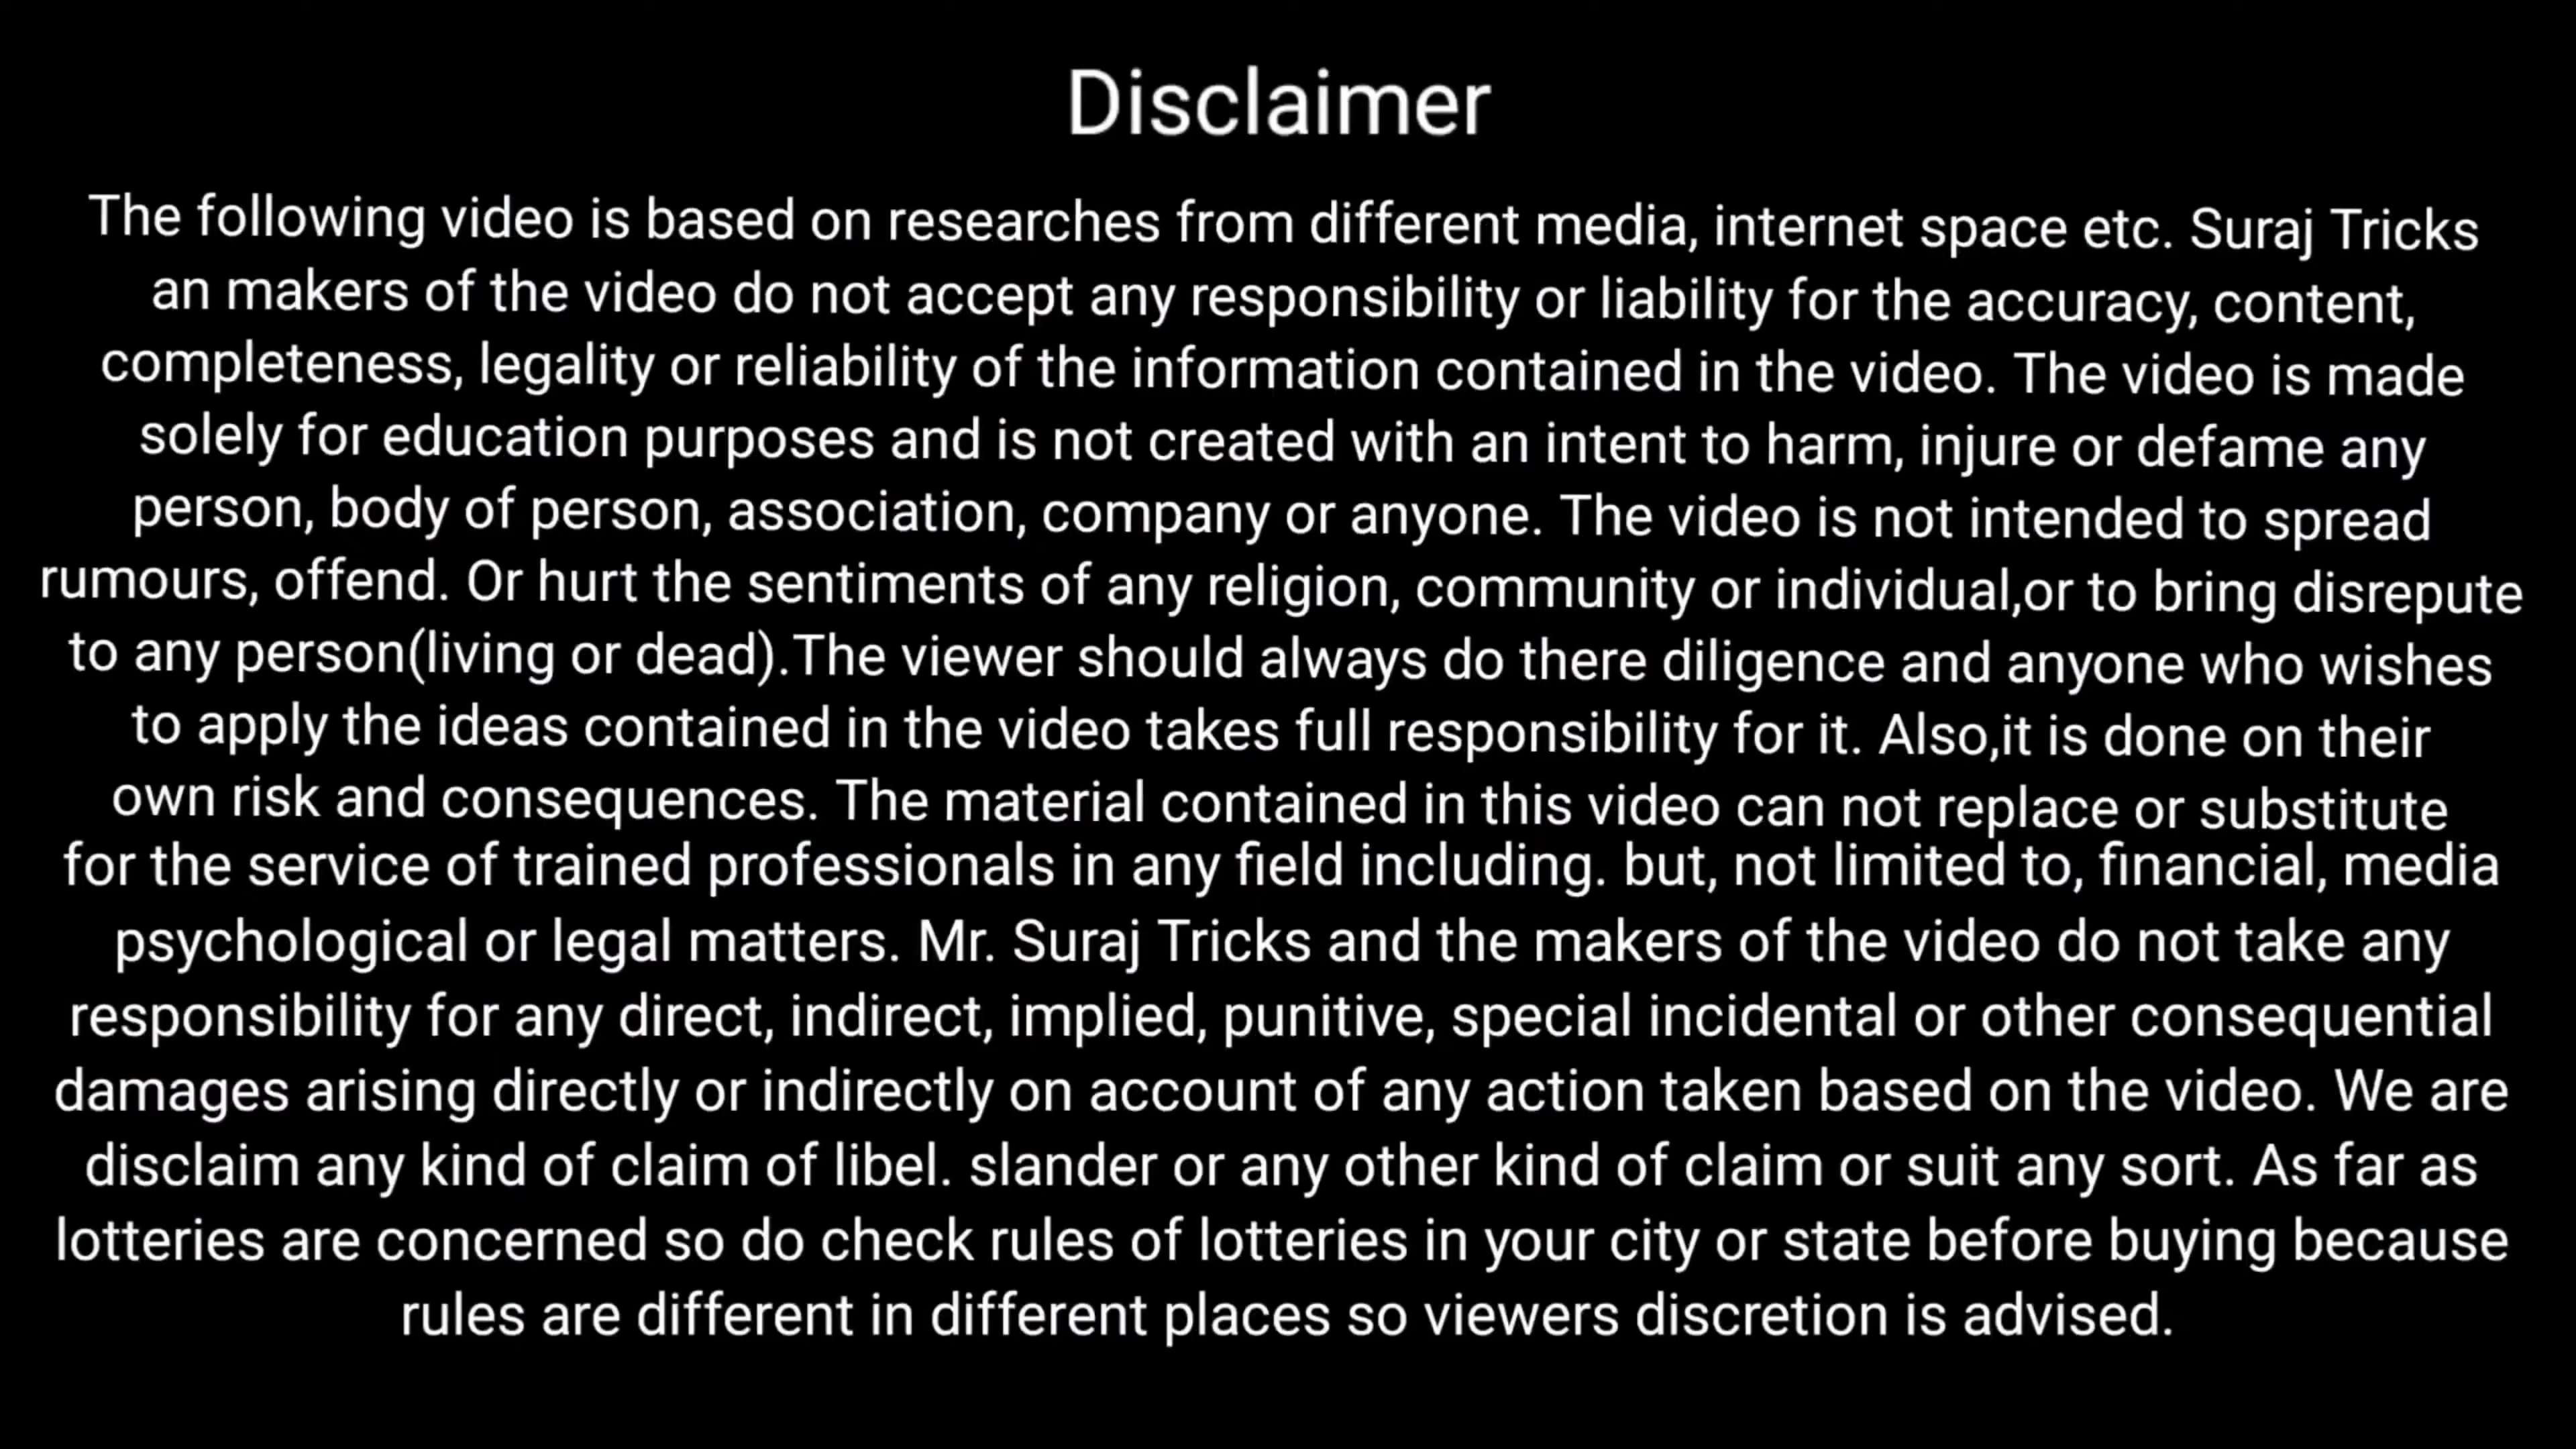 Disclaimer
The following video is based on researches from different media, internet space etc. Suraj Tricks
an makers of the video do not accept any responsibility or liability for the accuracy, content,
completeness, legality or reliability of the information contained in the video. The video is made
solely for education purposes and is not created with an intent to harm, injure or defame any
person, body of person, association, company or anyone. The video is not intended to spread
rumours, offend. Or hurt the sentiments of any religion, community or individual,or to bring disrepute
to any person(living or dead).The viewer should always do there diligence and anyone who wishes
to apply the ideas contained in the video takes full responsibility for it. Also,it is done on their
own risk and consequences. The material contained in this video can not replace or substitute
for the service of trained professionals in any field including. but, not limited to, financial, media
psychological or legal matters. Mr. Suraj Tricks and the makers of the video do not take any
responsibility for any direct, indirect, implied, punitive, special incidental or other consequential
damages arising directly or indirectly on account of any action taken based on the video. We are
disclaim any kind of claim of libel. slander or any other kind of claim or suit any sort. As far as
lotteries are concerned so do check rules of lotteries in your city or state before buying because
rules are different in different places so viewers discretion is advised.